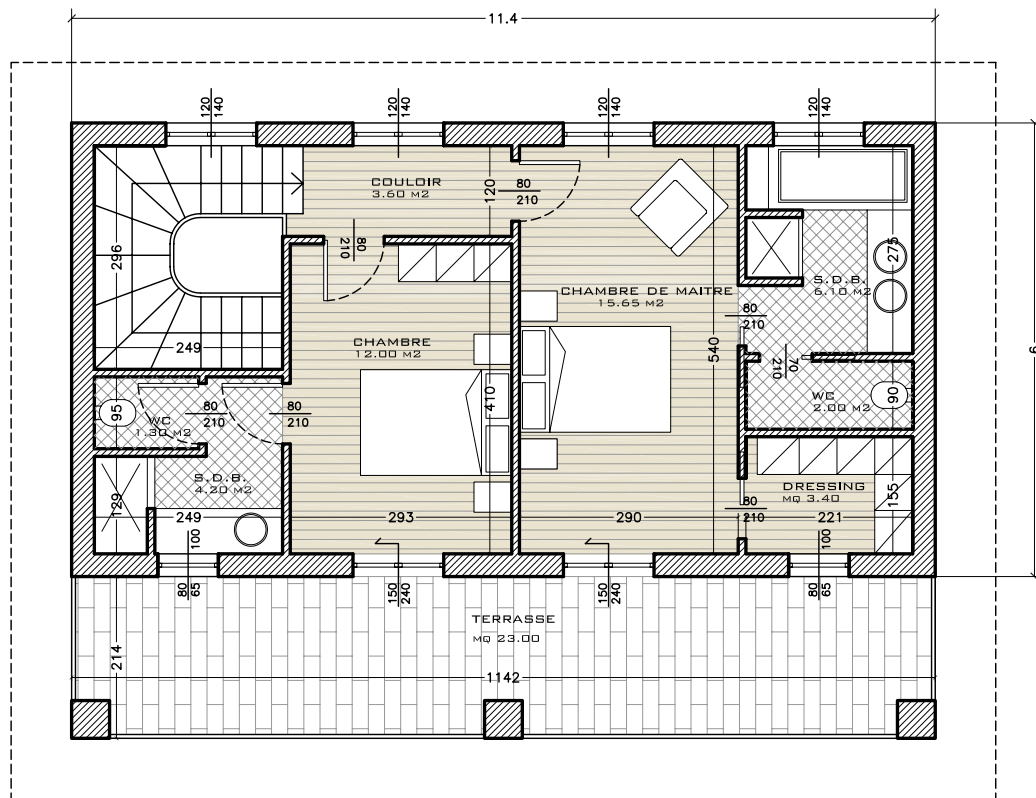 11.4
120
140
120
140
120
140
120
140
COULOIR
3.60 M2
120
80
210
80
210
296
249
275
S.D.B.
6.10 M2
CHAMBRE DE MAITRE
15.65 M2
80
210
540
6
CHAMBRE
12.00 M2
70
210
WC
2.00 M2
90
95
WC
1.30 M2
80
210
80
210
410
S.D.B.
4.20 M2
129
249
100
293
290
DRESSING
MQ 3.40
155
80
210
221
100
80
65
150
240
150
240
80
65
TERRASSE
MQ 23.00
214
1142